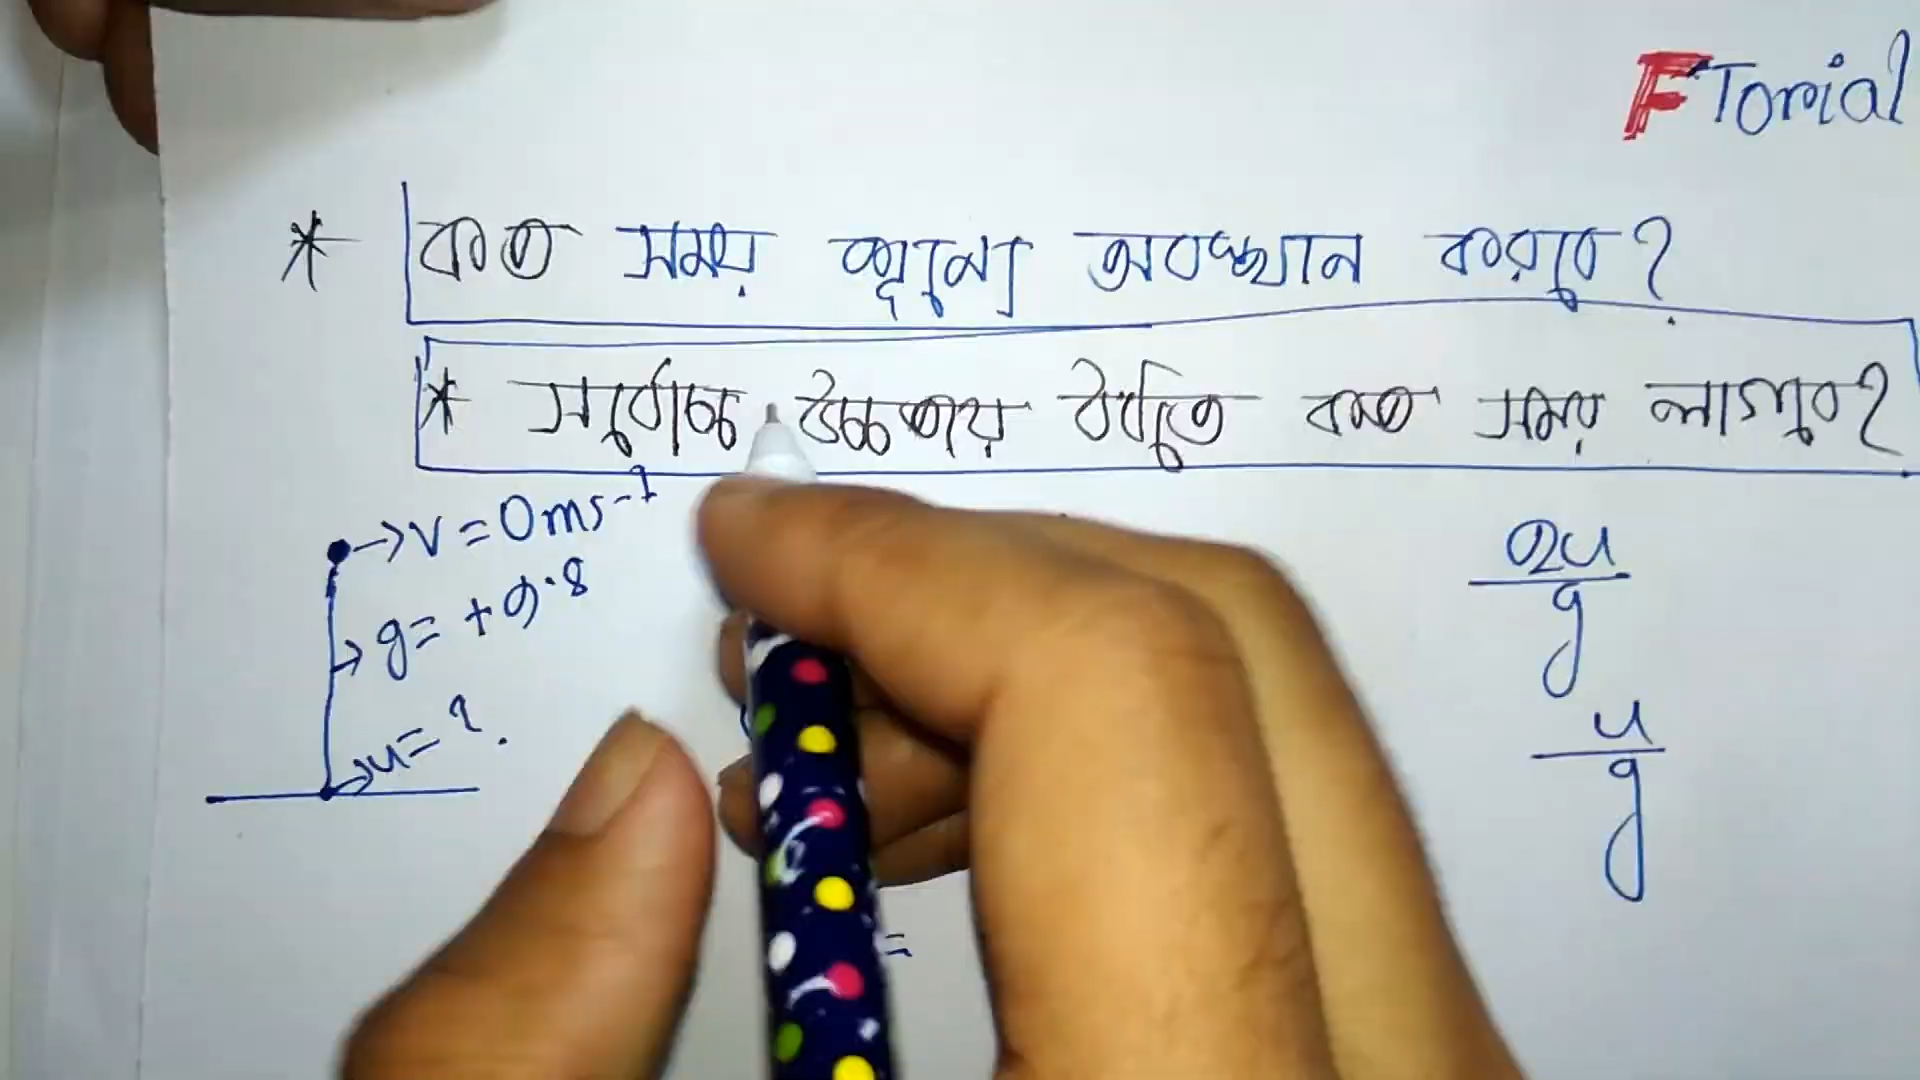 FTorial
* কত সময় শূন্যে অবস্থান করবে?
* সর্বোচ্চ উচ্চতায় উঠতে কত সময় লাগবে?
→v=0ms-1
→g=+9.8
→u=?
2u
g
u
g
=